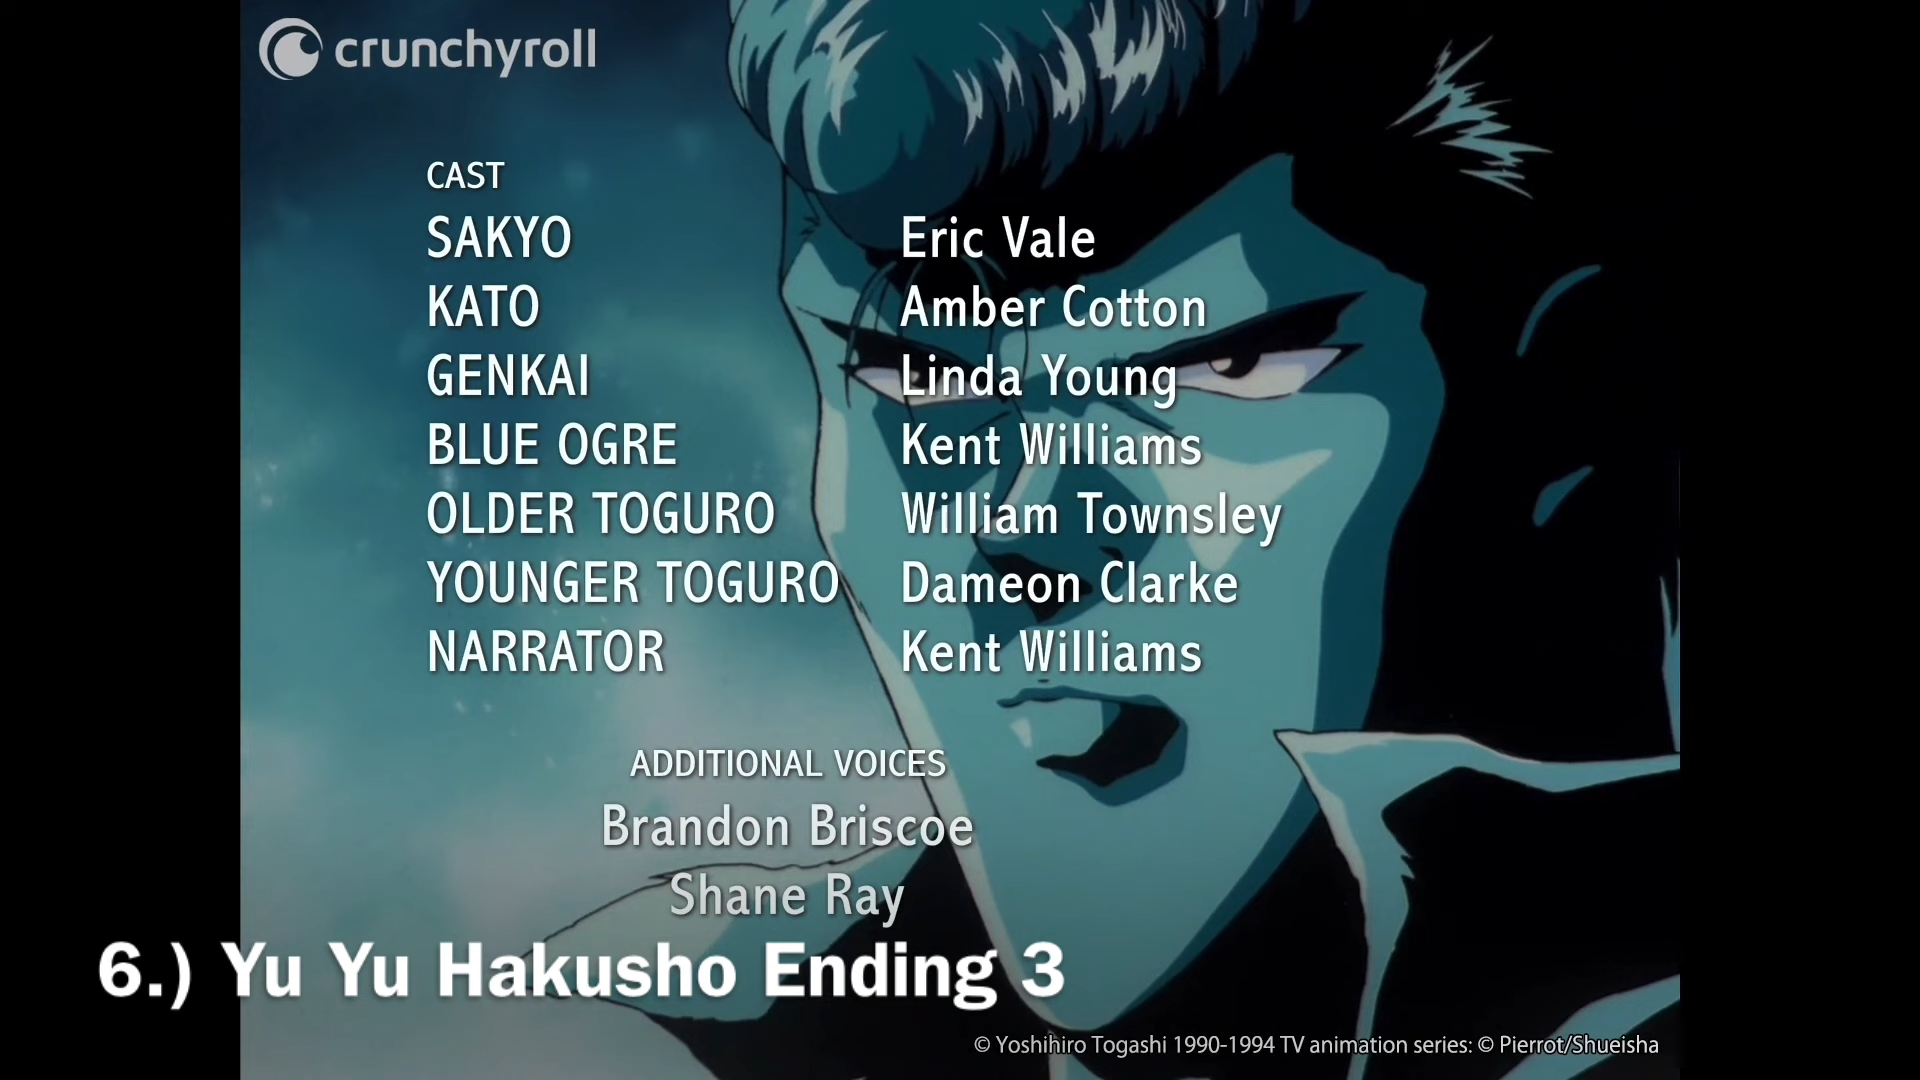 crunchyroll
CAST
SAKYO Eric Vale
KATO Amber Cotton
GENKAI Linda Young
BLUE OGRE Kent Williams
OLDER TOGURO William Townsley
YOUNGER TOGURO Dameon Clarke
NARRATOR Kent Williams
ADDITIONAL VOICES
Brandon Briscoe
Shane Ray
6.) Yu Yu Hakusho Ending 3
© Yoshihiro Togashi 1990-1994 TV animation series: © Pierrot/Shueisha